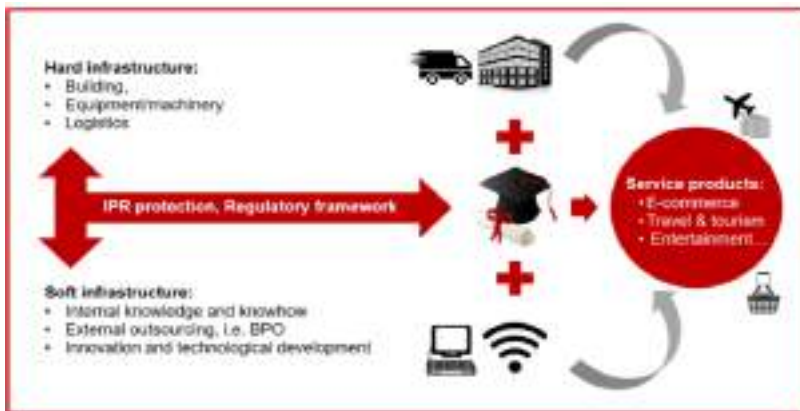 Hard infrastructure:
• Building,
• Equipment/machinery
• Logistics
IPR protection, Regulatory framework
Soft infrastructure:
• Internal knowledge and knowhow
• External outsourcing, i.e. BPO
• Innovation and technological development
Service products:
• E-commerce
• Travel & tourism
• Entertainment...